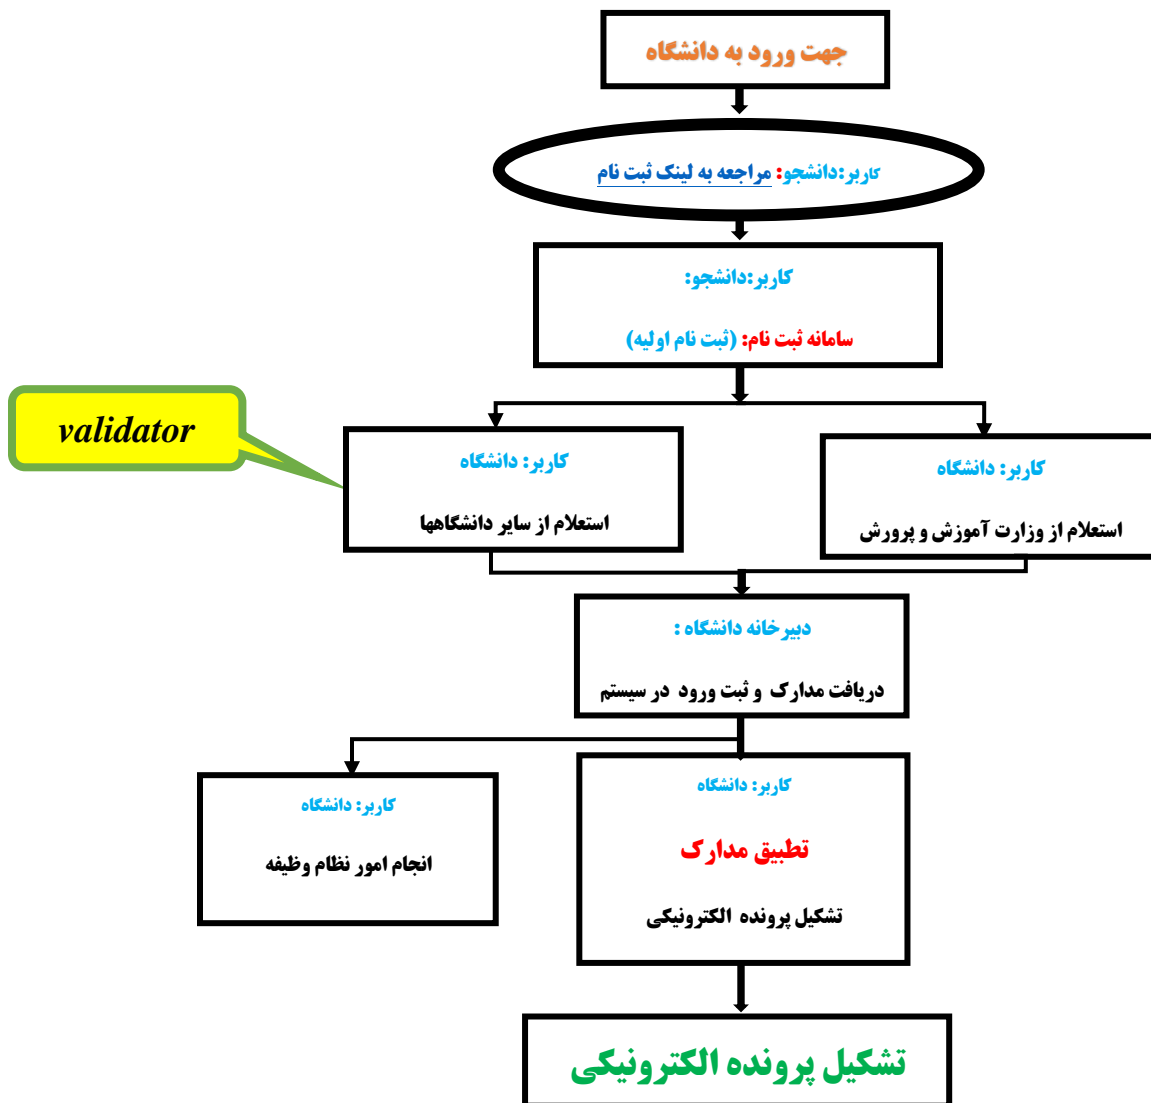 جهت ورود به دانشگاه
کاربر:دانشجو: مراجعه به لینک ثبت نام
کاربر:دانشجو:
سامانه ثبت نام: (ثبت نام اولیه)
validator
کاربر: دانشگاه
استعلام از وزارت آموزش و پرورش
کاربر: دانشگاه
استعلام از سایر دانشگاهها
دبیرخانه دانشگاه :
دریافت مدارک و ثبت ورود در سیستم
کاربر: دانشگاه
تطبیق مدارک
تشکیل پرونده الکترونیکی
کاربر: دانشگاه
انجام امور نظام وظیفه
تشکیل پرونده الکترونیکی